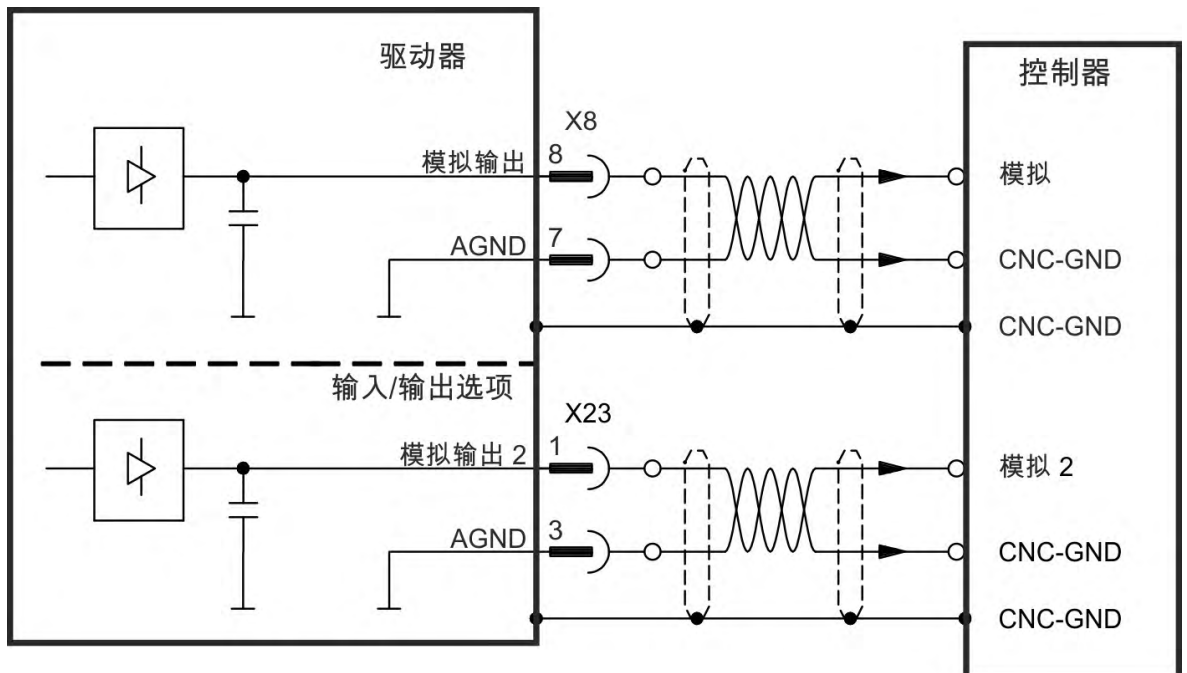 驱动器
控制器
X8
模拟输出
8
模拟
AGND
7
CNC-GND
CNC-GND
输入/输出选项
X23
模拟输出 2
1
模拟 2
AGND
3
CNC-GND
CNC-GND